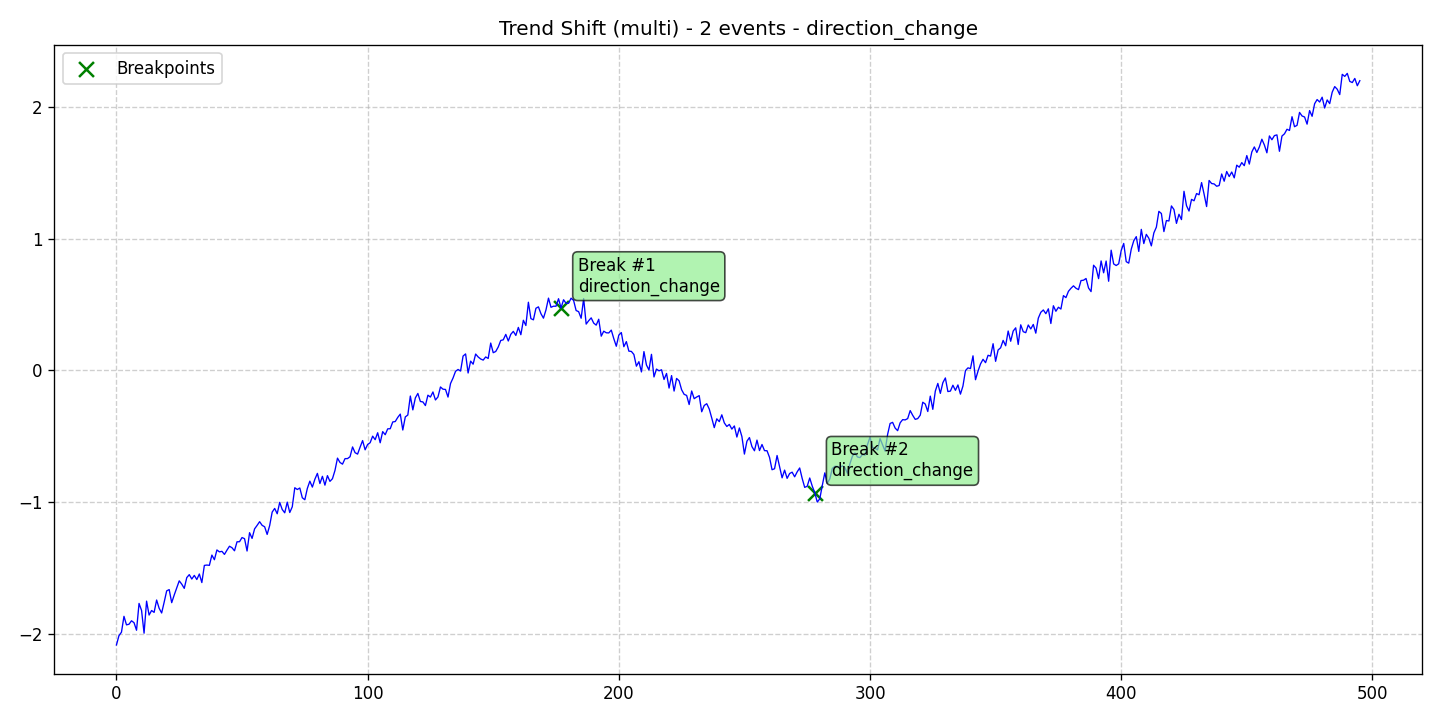 Trend Shift (multi) - 2 events - direction_change
Breakpoints
2
1
0
−1
−2
Break #1
direction_change
Break #2
direction_change
0
100
200
300
400
500